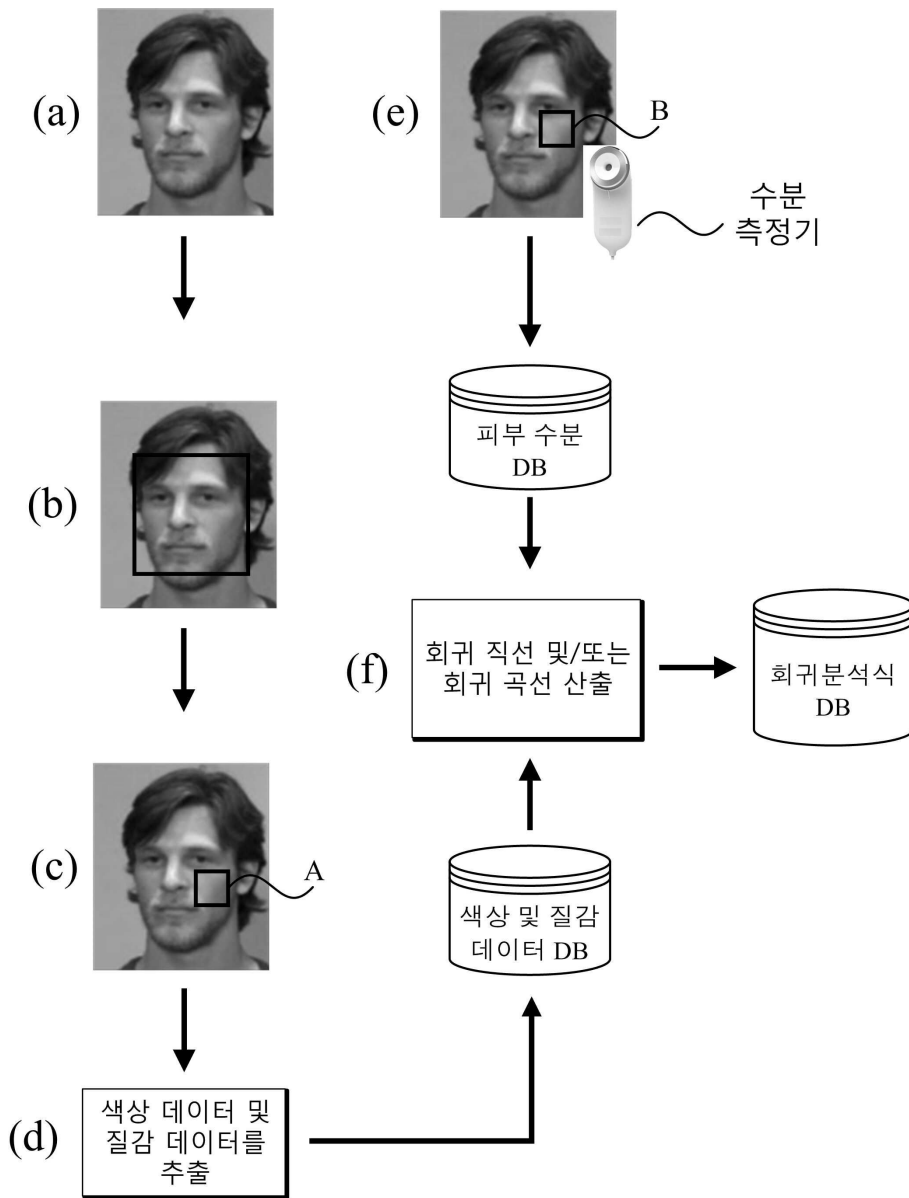 (a)
(e)
B
수분
측정기
피부 수분
DB
(b)
(f)
회귀 직선 및/또는
회귀 곡선 산출
회귀분석식
DB
(c)
A
색상 및 질감
데이터 DB
(d)
색상 데이터 및
질감 데이터를
추출